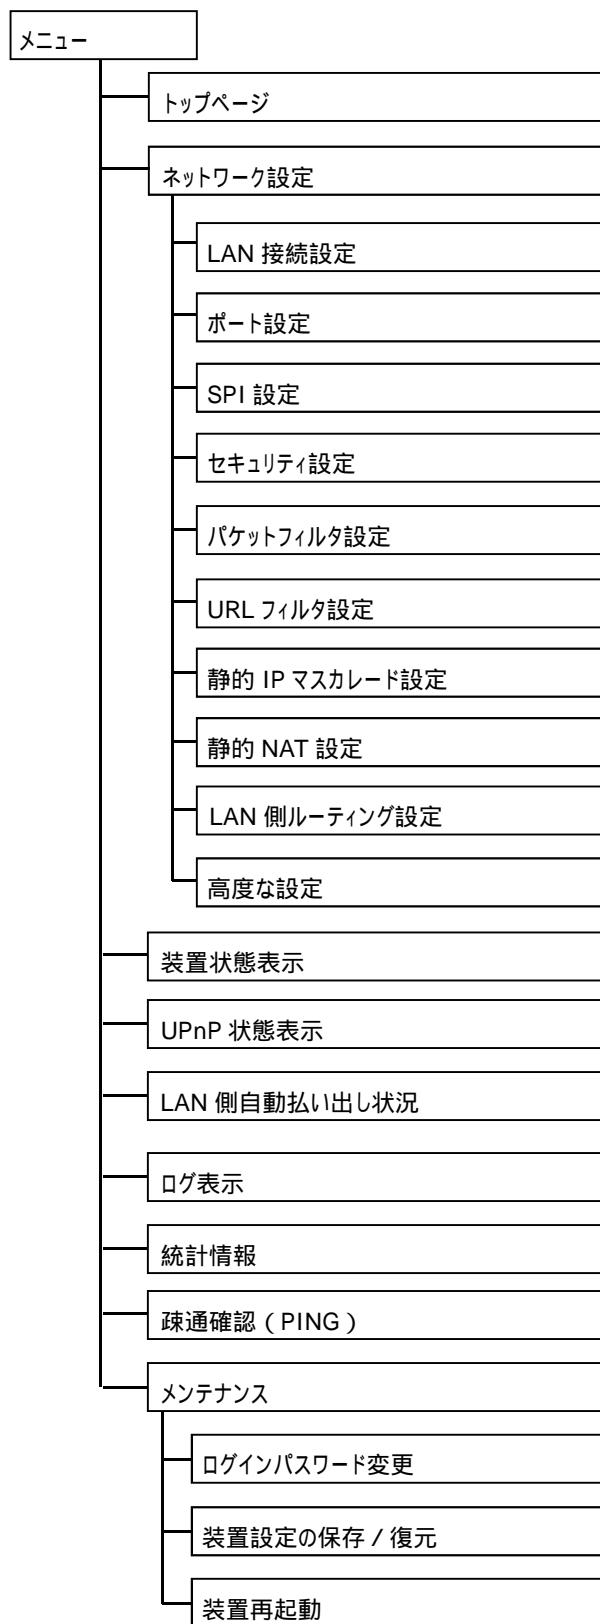 メニュー
トップページ
ネットワーク設定
LAN 接続設定
ポート設定
SPI 設定
セキュリティ設定
パケットフィルタ設定
URL フィルタ設定
静的 IP マスカレード設定
静的 NAT 設定
LAN 側ルーティング設定
高度な設定
装置状態表示
UPnP 状態表示
LAN 側自動払い出し状況
ログ表示
統計情報
疎通確認（PING）
メンテナンス
ログインパスワード変更
装置設定の保存／復元
装置再起動